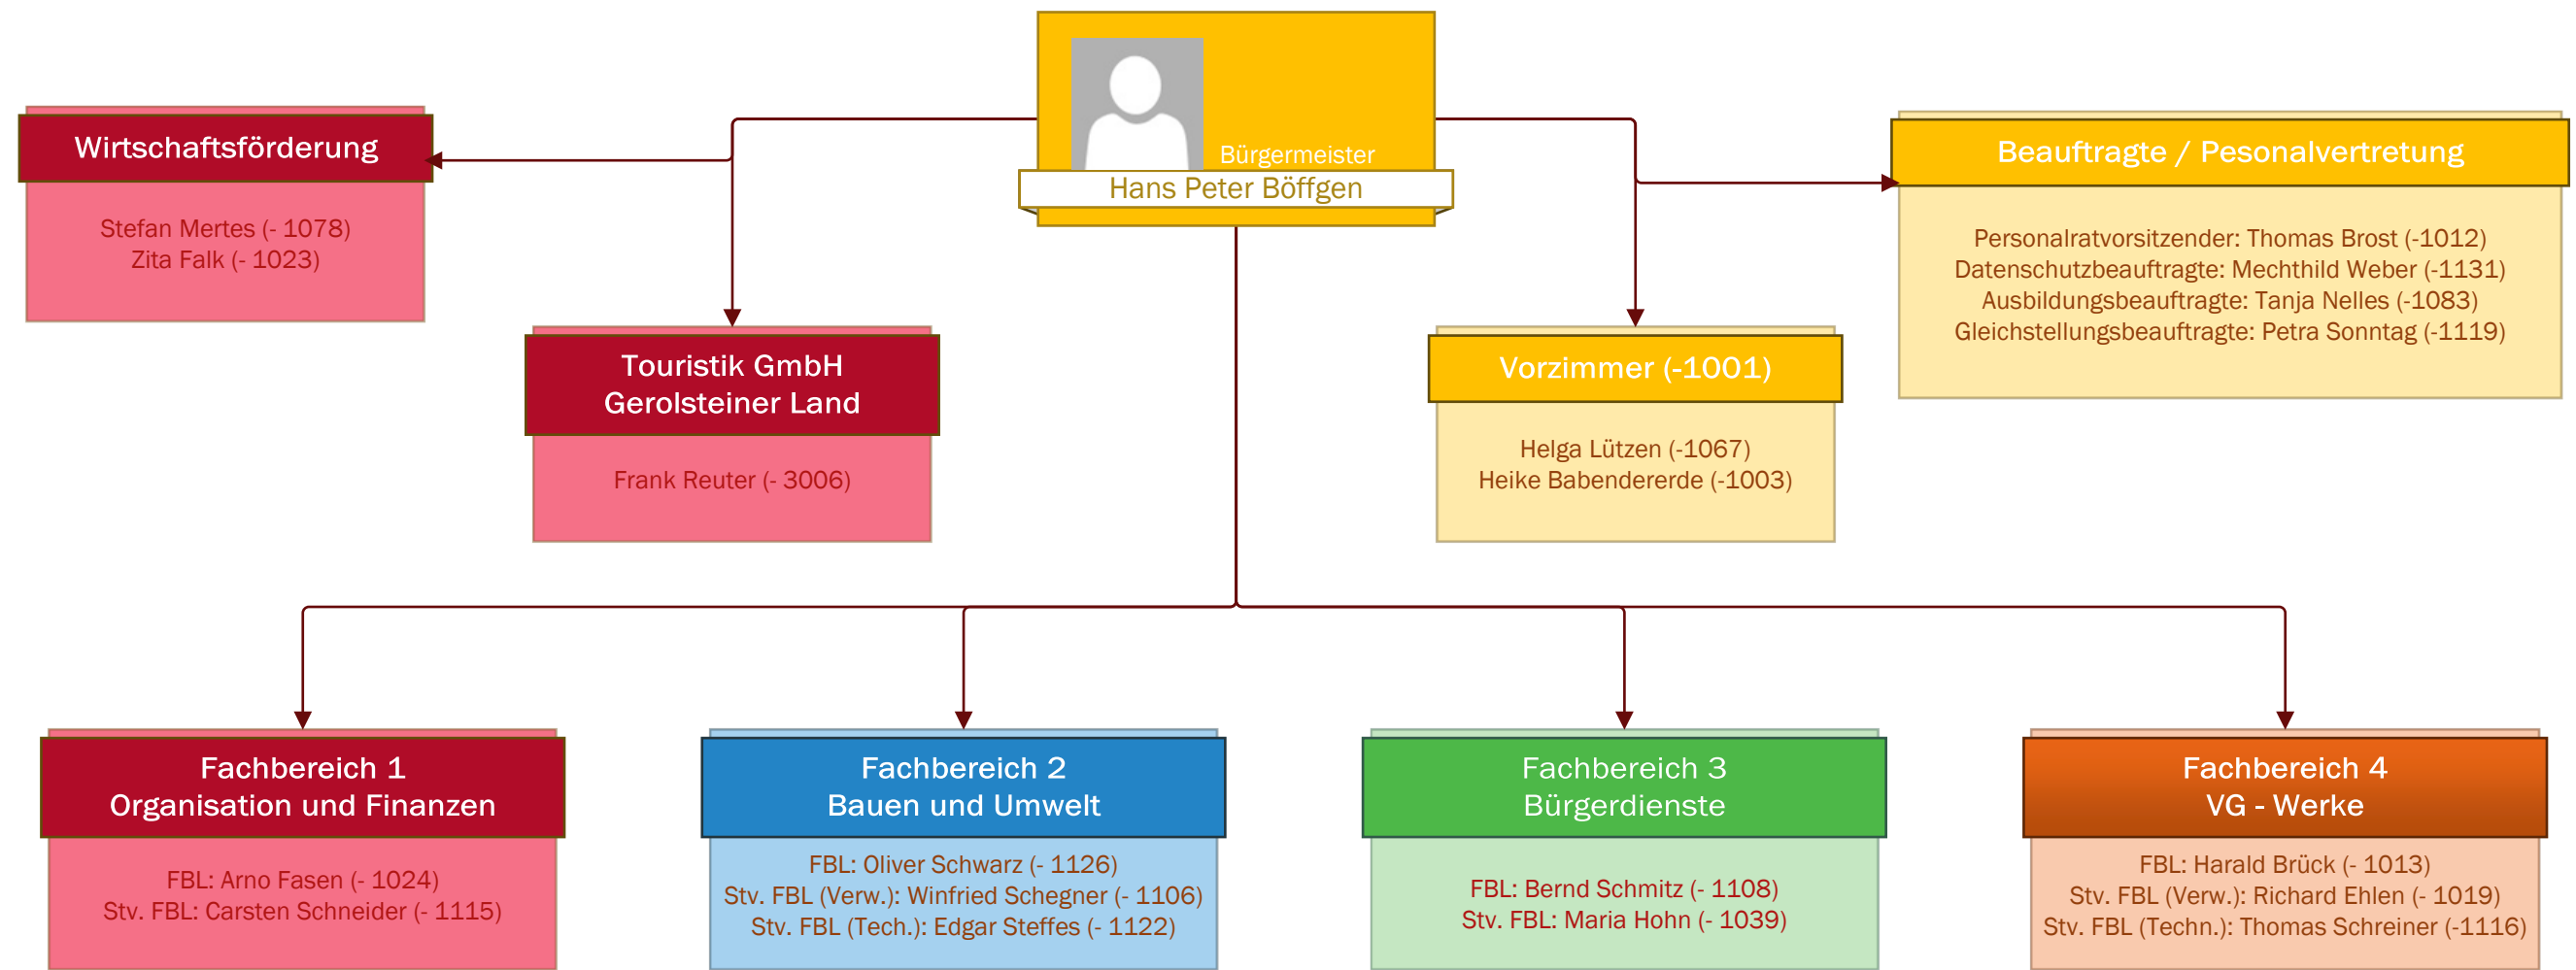 Bürgermeister
Hans Peter Böffgen
Wirtschaftsförderung
Stefan Mertes (- 1078)
Zita Falk (- 1023)
Touristik GmbH
Gerolsteiner Land
Frank Reuter (- 3006)
Vorzimmer (-1001)
Helga Lützen (-1067)
Heike Babendererde (-1003)
Beauftragte / Pesonalvertretung
Personalratvorsitzender: Thomas Brost (-1012)
Datenschutzbeauftragte: Mechthild Weber (-1131)
Ausbildungsbeauftragte: Tanja Nelles (-1083)
Gleichstellungsbeauftragte: Petra Sonntag (-1119)
Fachbereich 1
Organisation und Finanzen
FBL: Arno Fasen (- 1024)
Stv. FBL: Carsten Schneider (- 1115)
Fachbereich 2
Bauen und Umwelt
FBL: Oliver Schwarz (- 1126)
Stv. FBL (Verw.): Winfried Schegner (- 1106)
Stv. FBL (Tech.): Edgar Steffes (- 1122)
Fachbereich 3
Bürgerdienste
FBL: Bernd Schmitz (- 1108)
Stv. FBL: Maria Hohn (- 1039)
Fachbereich 4
VG - Werke
FBL: Harald Brück (- 1013)
Stv. FBL (Verw.): Richard Ehlen (- 1019)
Stv. FBL (Techn.): Thomas Schreiner (-1116)